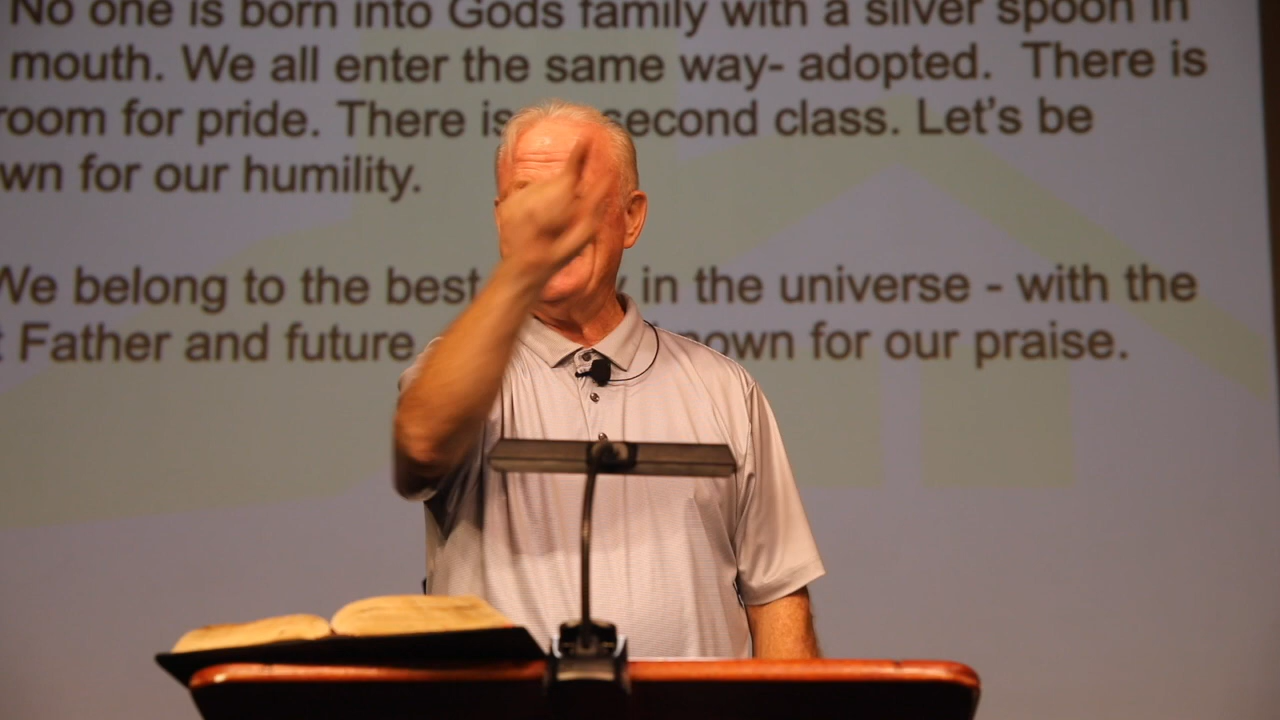 No one is born into Gods family with a silver spoon in
mouth. We all enter the same way- adopted. There is
room for pride. There is second class. Let's be
wn for our humility.
We belong to the best in the universe - with the
t Father and future own for our praise.